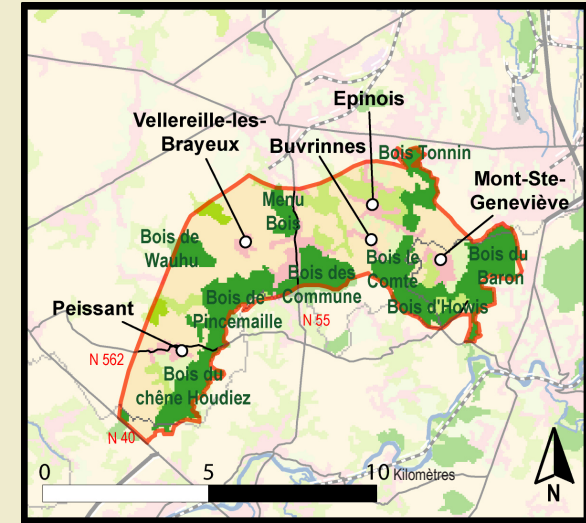 Epinois
Vellereille-les-
Brayeux
Buvrinnes
Bois Tonnin
Mont-Ste-
Geneviève
Menu
Bois
Bois de
Wauhu
Bois des
Commune
Bois le
Comte
Bois du
Baron
Bois d'Howis
Bois de
Pincemaille
Peissant
N 55
N 562
Bois du
chêne Houdiez
N 40
0
5
10 Kilomètres
N